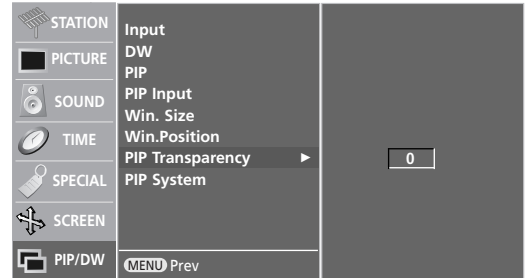 STATION
PICTURE
SOUND
TIME
SPECIAL
SCREEN
PIP/DW
Input
DW
PIP
PIP Input
Win. Size
Win.Position
PIP Transparency ►
PIP System
MENU Prev
0